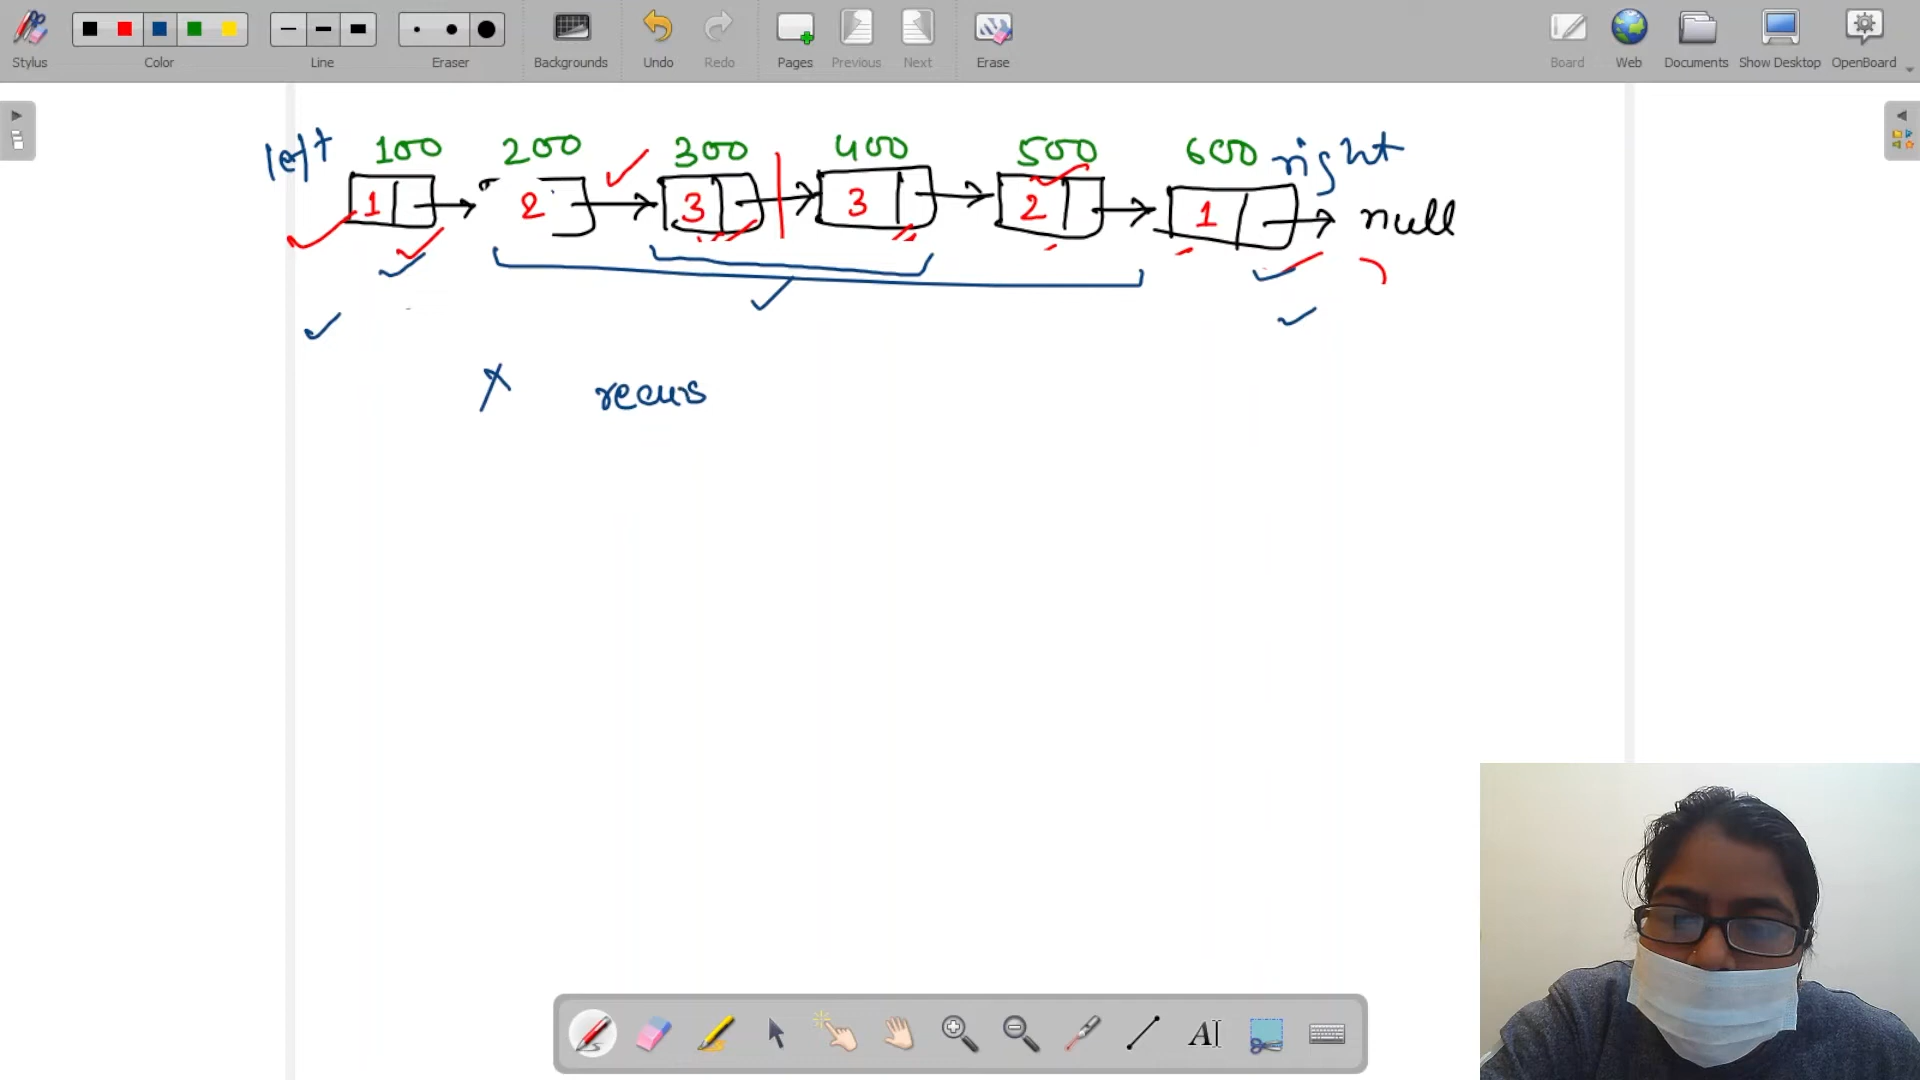 Stylus Color Line Eraser Backgrounds Undo Redo Pages Previous Next Erase Board Web Documents Show Desktop OpenBoard
left 100 200 300 400 500 600 right
1 2 3 3 2 1 null
recurs
AI